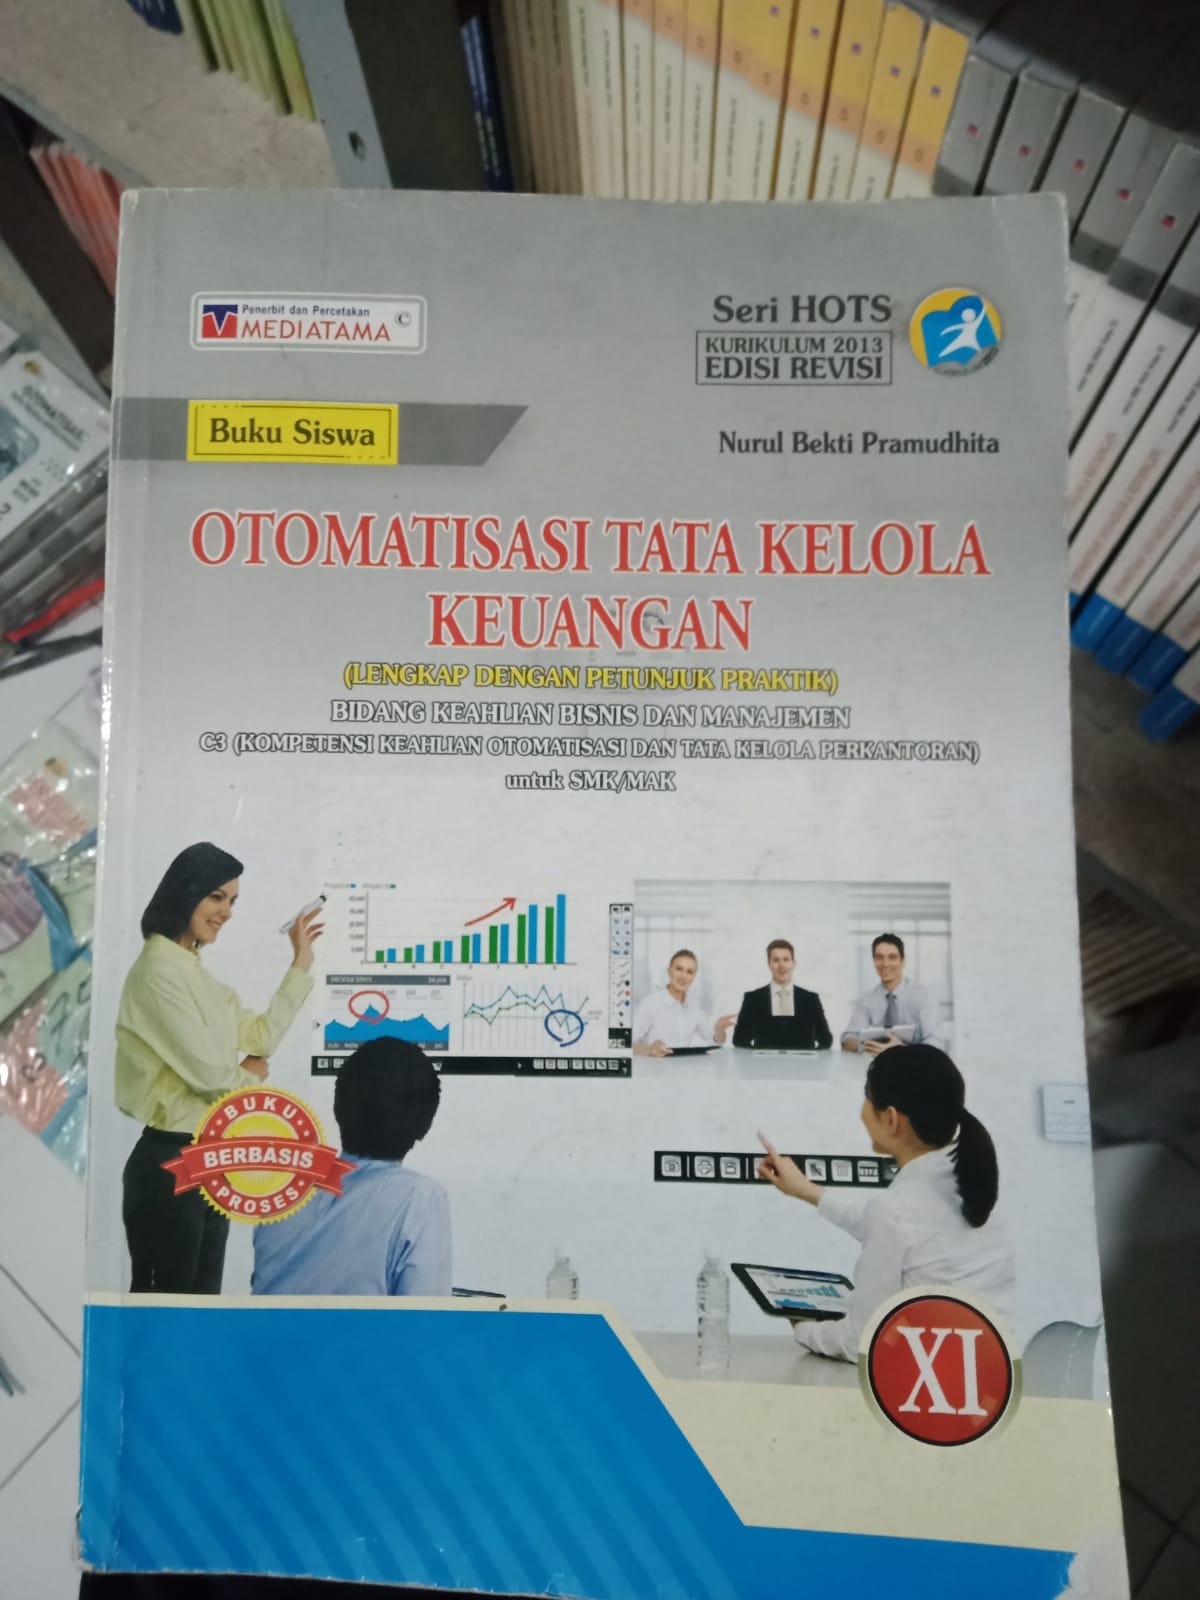 Penerbit dan Percetakan
MEDIATAMA ©
Seri HOTS
KURIKULUM 2013
EDISI REVISI
Buku Siswa
Nurul Bekti Pramudhita
OTOMATISASI TATA KELOLA
KEUANGAN
(LENGKAP DENGAN PETUNJUK PRAKTIK)
BIDANG KEAHLIAN BISNIS DAN MANAJEMEN
C3 (KOMPETENSI KEAHLIAN OTOMATISASI DAN TATA KELOLA PERKANTORAN)
untuk SMK/MAK
PROFILE STATS
BUKU
BERBASIS
PROSES
XI